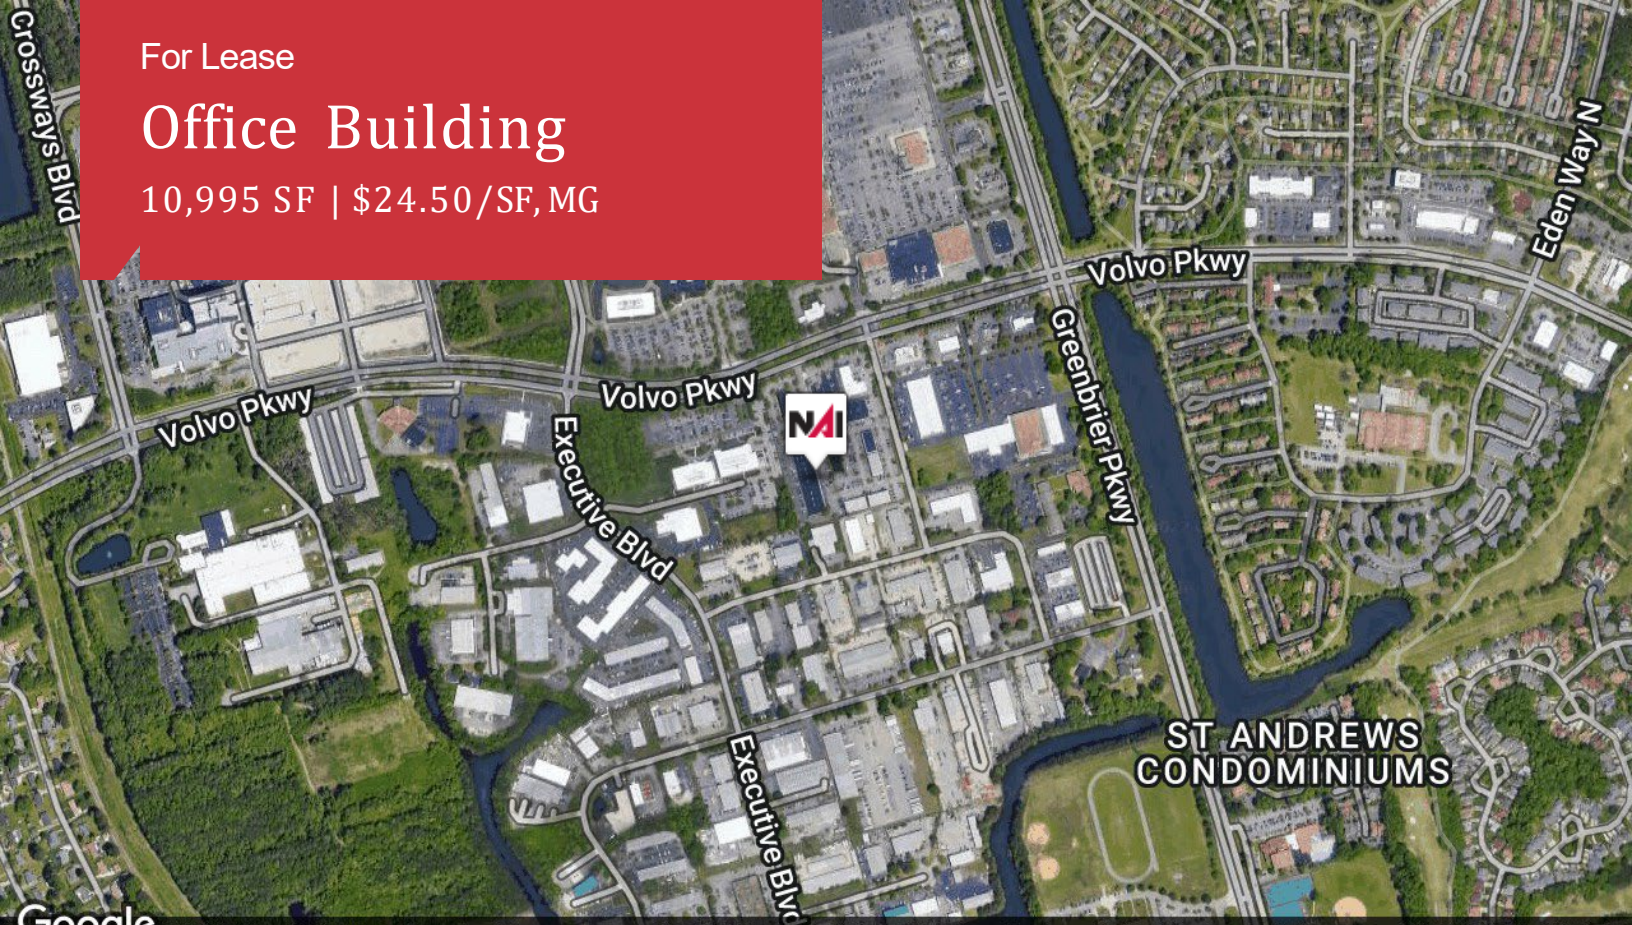 For Lease
Office Building
10,995 SF | $24.50/SF, MG
Crossways Blvd
Eden Way N
Volvo Pkwy
Greenbrier Pkwy
Volvo Pkwy
Volvo Pkwy
NAI
Executive Blvd
ST ANDREWS
CONDOMINIUMS
Executive Blvd
Google